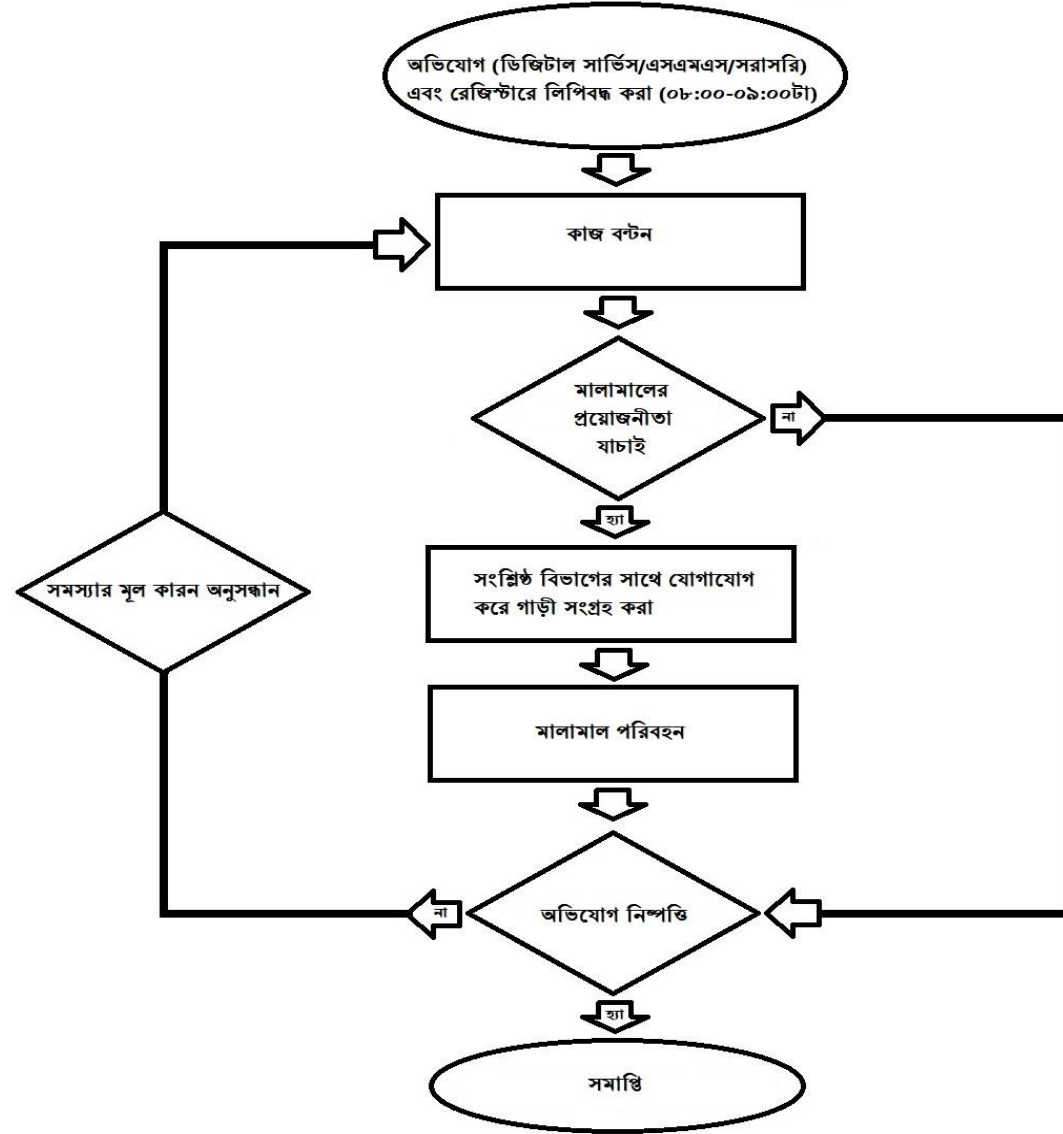 অভিযোগ (ডিজিটাল সার্ভিস/এসএমএস/সরাসরি)
এবং রেজিস্টারে লিপিবদ্ধ করা (০৮:০০-০৯:০০টা)
কাজ বন্টন
মালামালের
প্রয়োজনীতা
যাচাই
না
হ্যা
সমস্যার মূল কারন অনুসন্ধান
সংশ্লিষ্ঠ বিভাগের সাথে যোগাযোগ
করে গাড়ী সংগ্রহ করা
মালামাল পরিবহন
অভিযোগ নিষ্পত্তি
না
হ্যা
সমাপ্তি